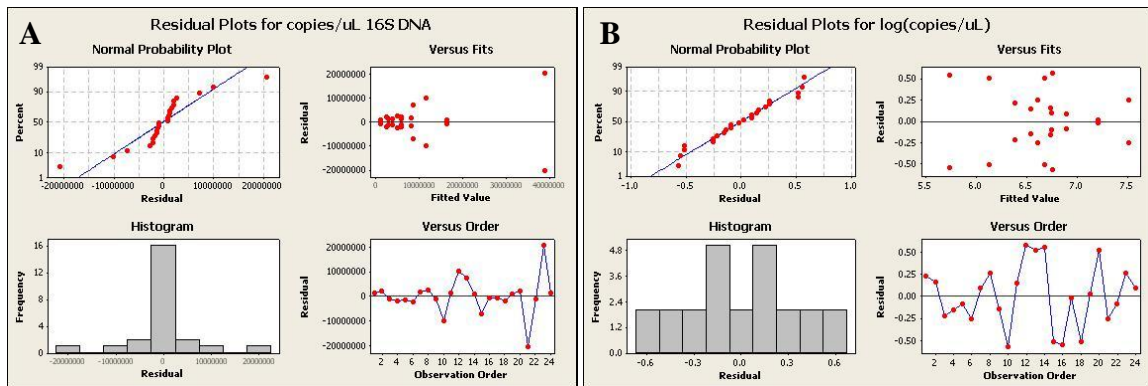 A
Residual Plots for copies/uL 16S DNA
Normal Probability Plot
Percent
99
90
50
10
1
-20000000 -10000000 0 10000000 20000000
Residual
Versus Fits
Residual
20000000
10000000
0
-10000000
-20000000
0 10000000 20000000 30000000 40000000
Fitted Value
Histogram
Frequency
16
12
8
4
0
-20000000 -10000000 0 10000000 20000000
Residual
Versus Order
Residual
20000000
10000000
0
-10000000
-20000000
2 4 6 8 10 12 14 16 18 20 22 24
Observation Order
B
Residual Plots for log(copies/uL)
Normal Probability Plot
Percent
99
90
50
10
1
-1.0 -0.5 0.0 0.5 1.0
Residual
Versus Fits
Residual
0.50
0.25
0.00
-0.25
-0.50
5.5 6.0 6.5 7.0 7.5
Fitted Value
Histogram
Frequency
4.8
3.6
2.4
1.2
0.0
-0.6 -0.3 0.0 0.3 0.6
Residual
Versus Order
Residual
0.50
0.25
0.00
-0.25
-0.50
2 4 6 8 10 12 14 16 18 20 22 24
Observation Order